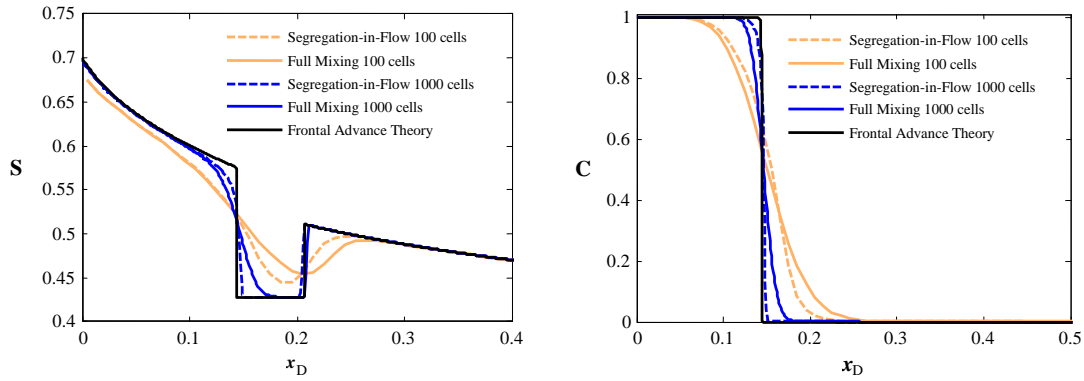 0.75
0.7
0.65
0.6
0.55
0.5
0.45
0.4
S
0
0.1
0.2
0.3
0.4
xD
Segregation-in-Flow 100 cells
Full Mixing 100 cells
Segregation-in-Flow 1000 cells
Full Mixing 1000 cells
Frontal Advance Theory
1
0.8
0.6
0.4
0.2
0
C
0
0.1
0.2
0.3
0.4
0.5
xD
Segregation-in-Flow 100 cells
Full Mixing 100 cells
Segregation-in-Flow 1000 cells
Full Mixing 1000 cells
Frontal Advance Theory